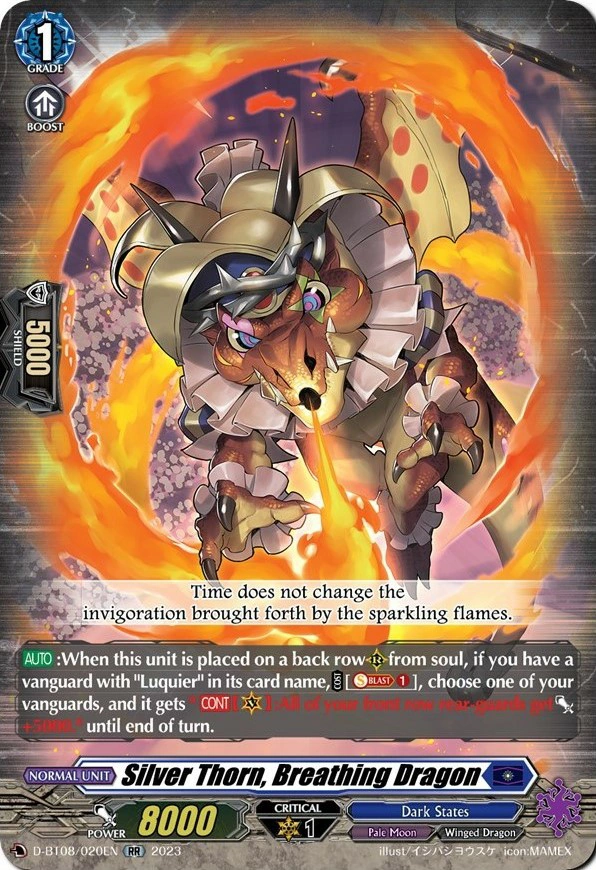 1
GRADE
BOOST
5000
SHIELD
Time does not change the
invigoration brought forth by the sparkling flames.
AUTO :When this unit is placed on a back row R from soul, if you have a
vanguard with "Luquier" in its card name, COST [ S BLAST 1 ], choose one of your
vanguards, and it gets " CONT [ V ] :All of your front row rear-guards get
+5000." until end of turn.
NORMAL UNIT Silver Thorn, Breathing Dragon
POWER 8000 CRITICAL 1 Dark States
Pale Moon Winged Dragon
D-BT08/020EN RR 2023 illust/イシバシヨウスケ icon:MAMEX